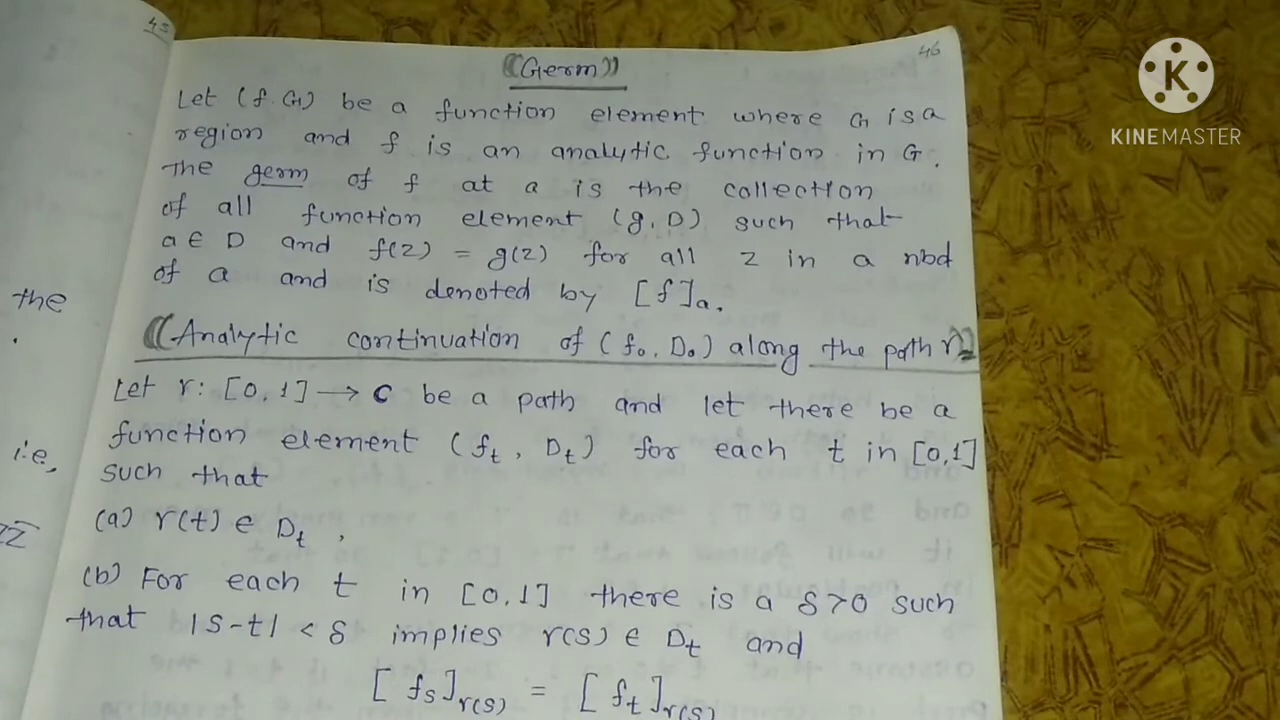 45
46
((Germ))
Let (f. G) be a function element where G is a
region and f is an analytic function in G.
The germ of f at a is the collection
of all function element (g, D) such that
a ∈ D and f(z) = g(z) for all z in a nbd
of a and is denoted by [f]a.
((Analytic continuation of (f₀, D₀) along the path r))
Let r: [0, 1] → C be a path and let there be a
function element (fₜ, Dₜ) for each t in [0,1]
such that
(a) r(t) ∈ Dₜ,
(b) For each t in [0,1] there is a δ>0 such
that |s-t| < δ implies r(s) ∈ Dₜ and
[fₛ]r(s) = [fₜ]r(s)
the
.
i.e,
KINEMASTER